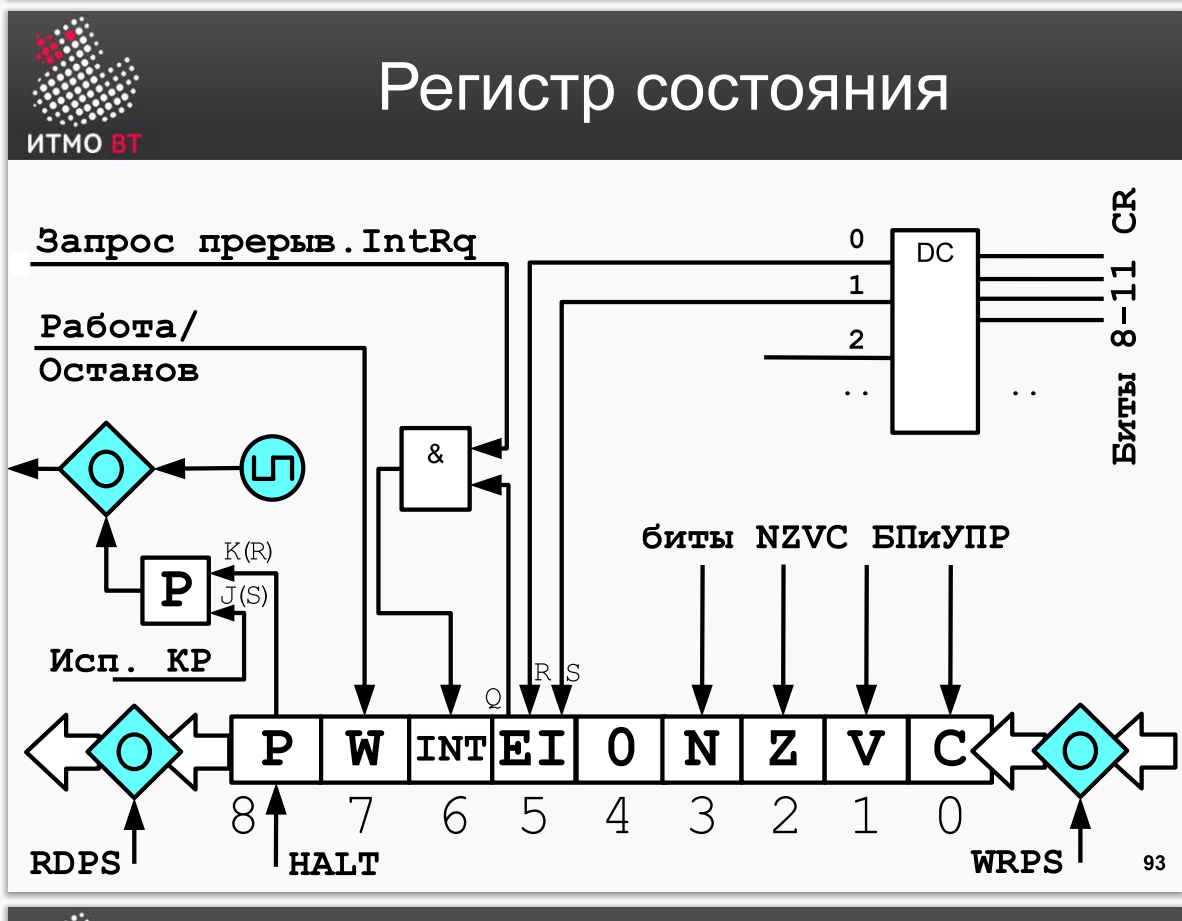 ИТМО ВТ
Регистр состояния
Запрос прерыв.IntRq
Работа/
Останов
0
1
2
DC
..
..
Биты 8-11 CR
&
K(R)
J(S)
P
Исп. КР
биты NZVC БПиУПР
R
S
Q
P W INT EI 0 N Z V C
8 7 6 5 4 3 2 1 0
RDPS
HALT
WRPS
93